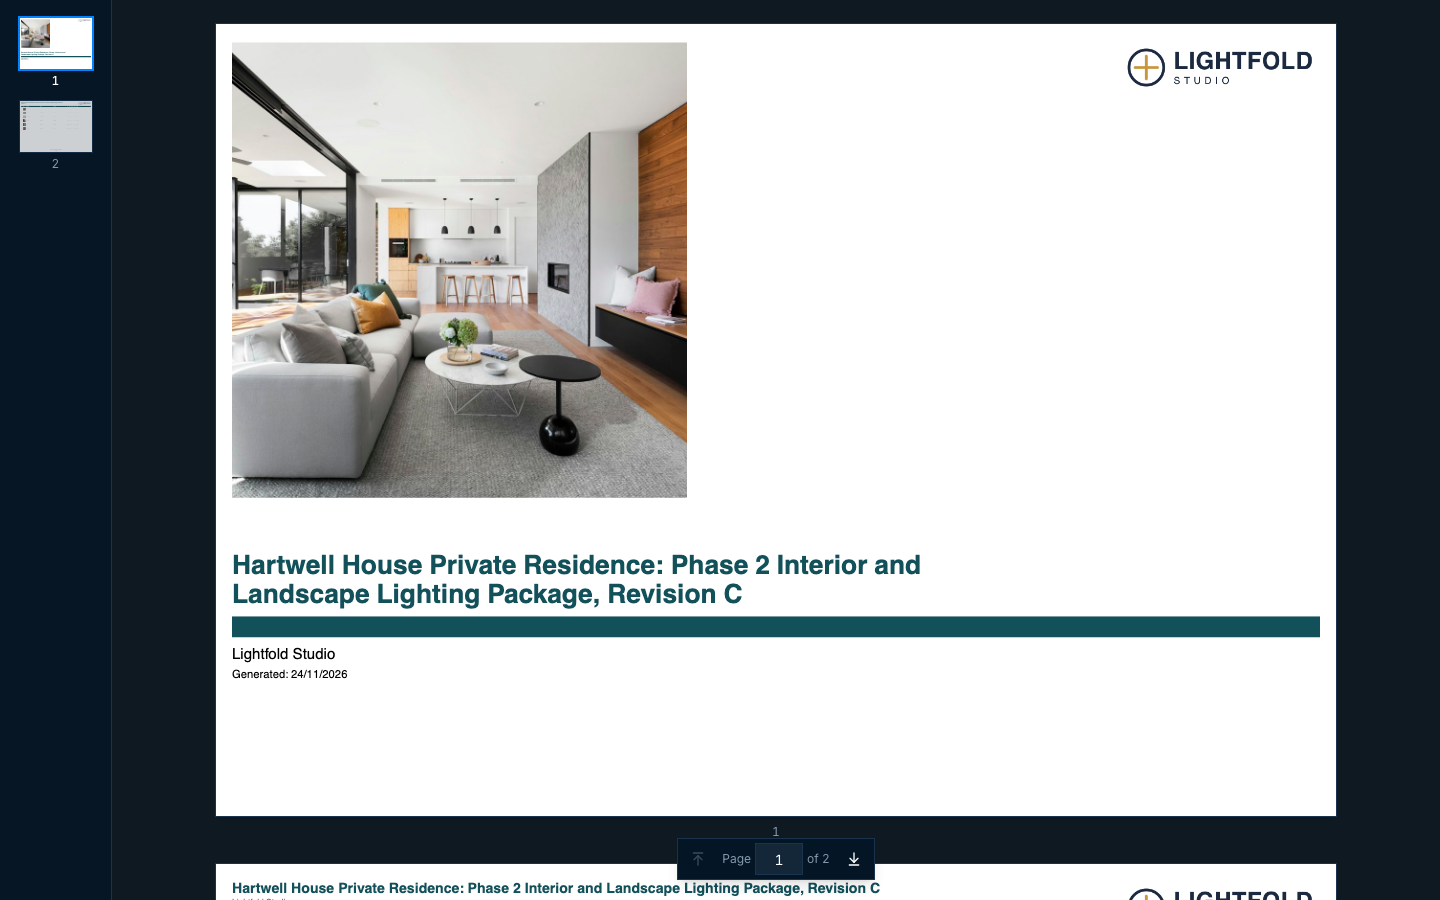 1
2
LIGHTFOLD
STUDIO
Hartwell House Private Residence: Phase 2 Interior and
Landscape Lighting Package, Revision C
Lightfold Studio
Generated: 24/11/2026
1
Page 1 of 2
Hartwell House Private Residence: Phase 2 Interior and Landscape Lighting Package, Revision C
LIGHTFOLD